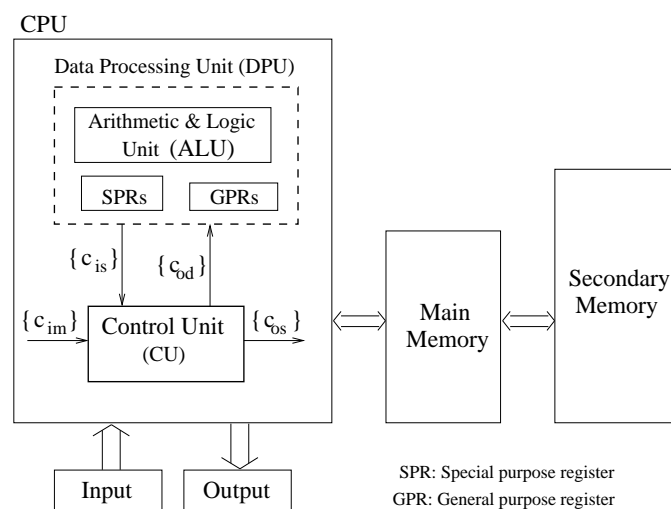 CPU
Data Processing Unit (DPU)
Arithmetic & Logic
Unit (ALU)
SPRs
GPRs
{c_is}
{c_od}
{c_im}
Control Unit
(CU)
{c_os}
Main
Memory
Secondary
Memory
Input
Output
SPR: Special purpose register
GPR: General purpose register